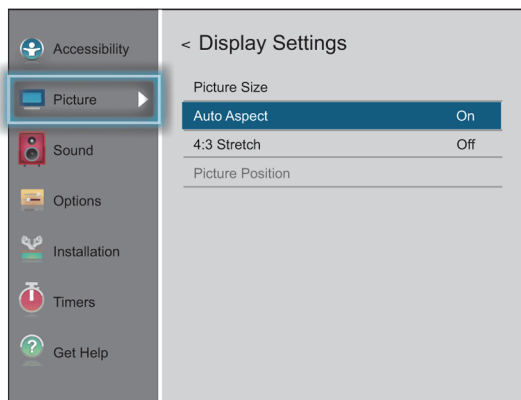 Accessibility
Picture
Sound
Options
Installation
Timers
Get Help
< Display Settings
Picture Size
Auto Aspect On
4:3 Stretch Off
Picture Position